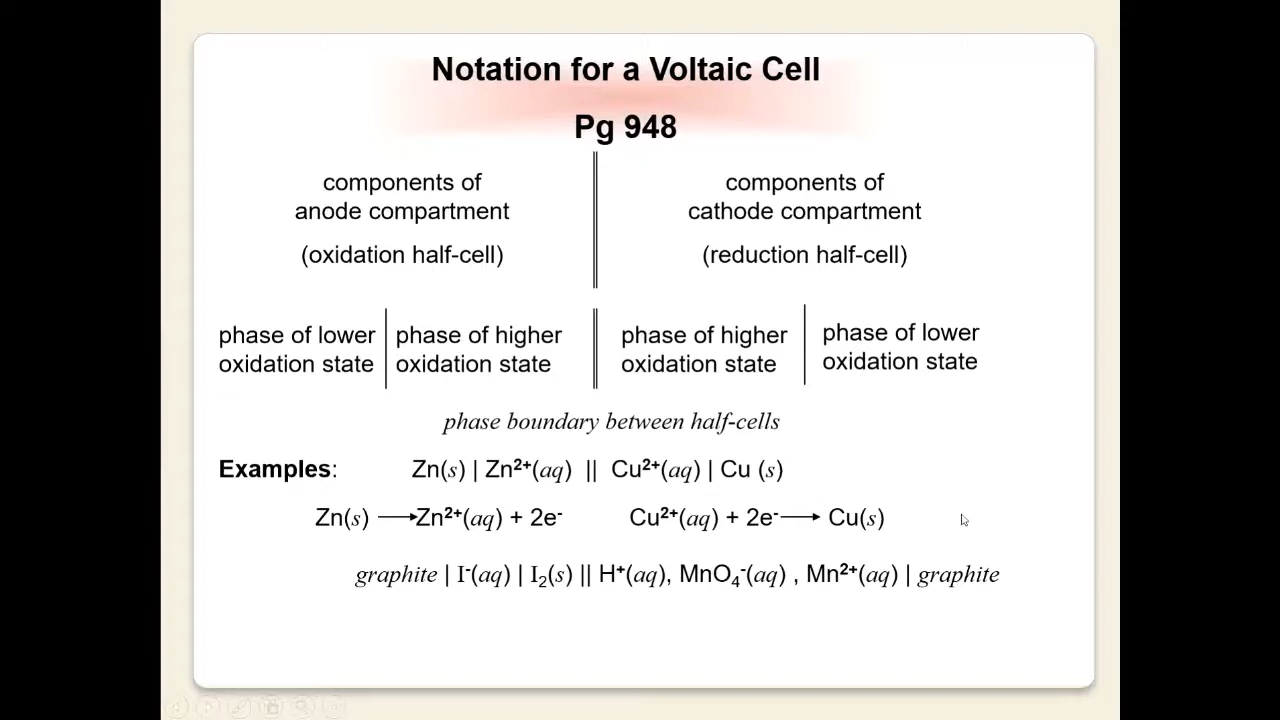 Notation for a Voltaic Cell
Pg 948
components of
anode compartment
(oxidation half-cell)
components of
cathode compartment
(reduction half-cell)
phase of lower
oxidation state
phase of higher
oxidation state
phase of higher
oxidation state
phase of lower
oxidation state
phase boundary between half-cells
Examples: Zn(s) | Zn²⁺(aq) || Cu²⁺(aq) | Cu (s)
Zn(s) ⟶ Zn²⁺(aq) + 2e⁻ Cu²⁺(aq) + 2e⁻ ⟶ Cu(s)
graphite | I⁻(aq) | I₂(s) || H⁺(aq), MnO₄⁻(aq) , Mn²⁺(aq) | graphite